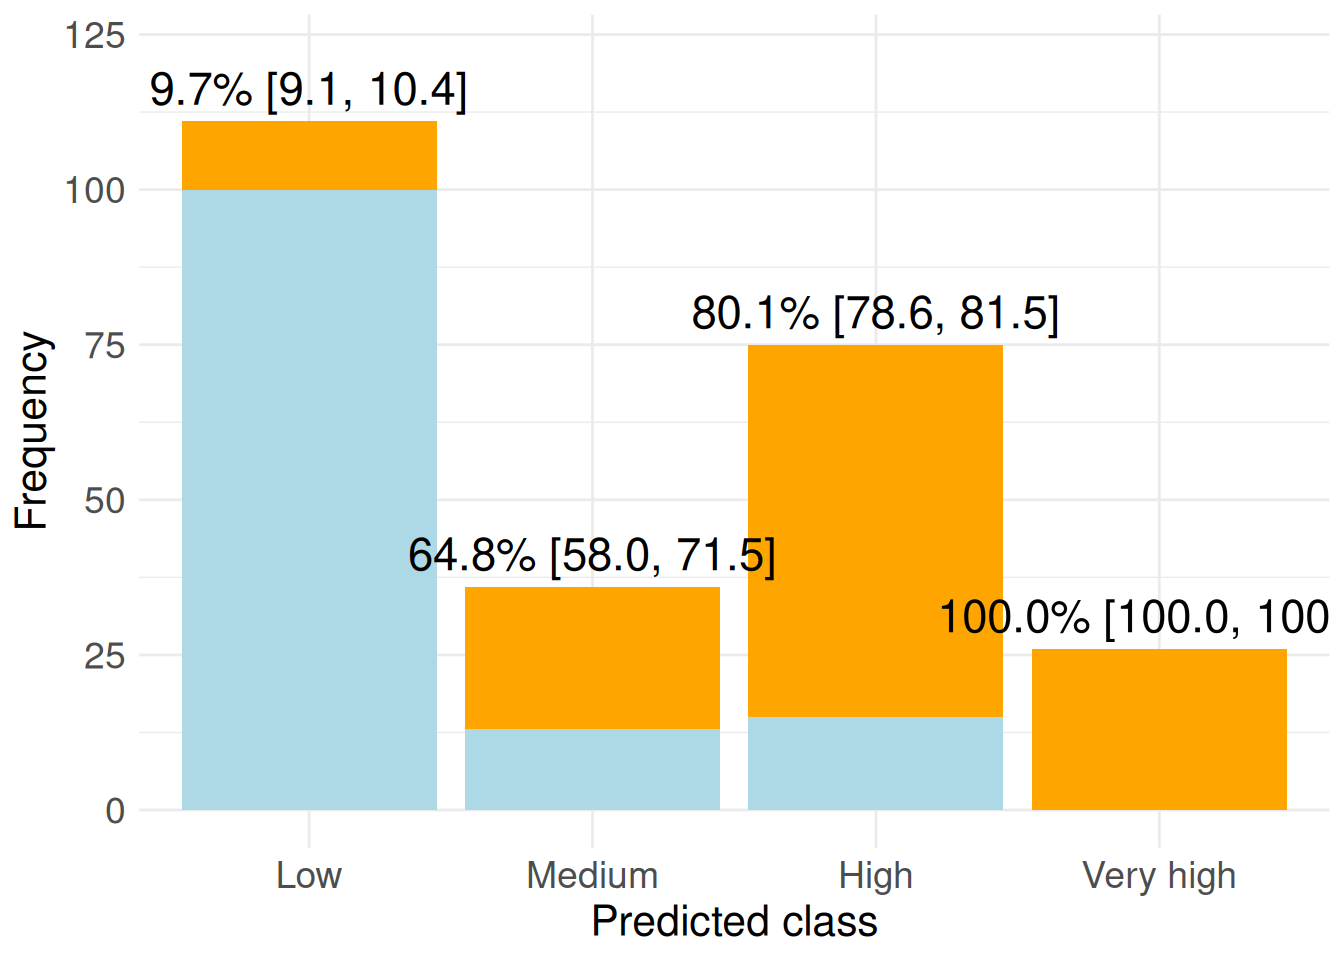 125
100
75
50
25
0
Frequency
9.7% [9.1, 10.4]
64.8% [58.0, 71.5]
80.1% [78.6, 81.5]
100.0% [100.0, 100
Low
Medium
High
Very high
Predicted class